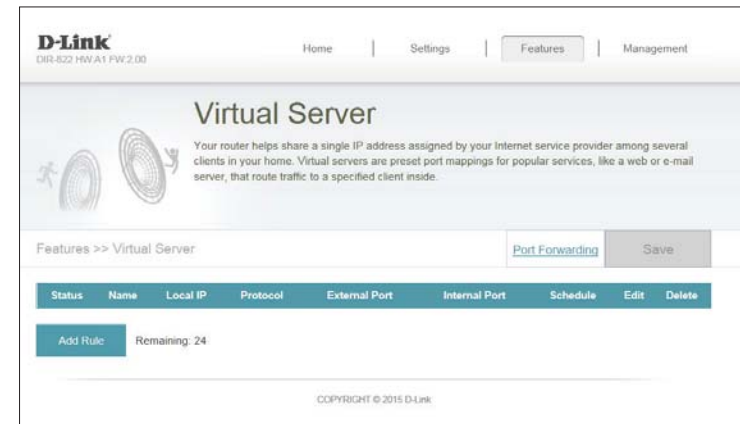 D-Link
DIR-822 HW:A1 FW:2.00
Home | Settings | Features | Management
Virtual Server
Your router helps share a single IP address assigned by your Internet service provider among several
clients in your home. Virtual servers are preset port mappings for popular services, like a web or e-mail
server, that route traffic to a specified client inside.
Features >> Virtual Server
Port Forwarding
Save
Status Name Local IP Protocol External Port Internal Port Schedule Edit Delete
Add Rule
Remaining: 24
COPYRIGHT © 2015 D-Link